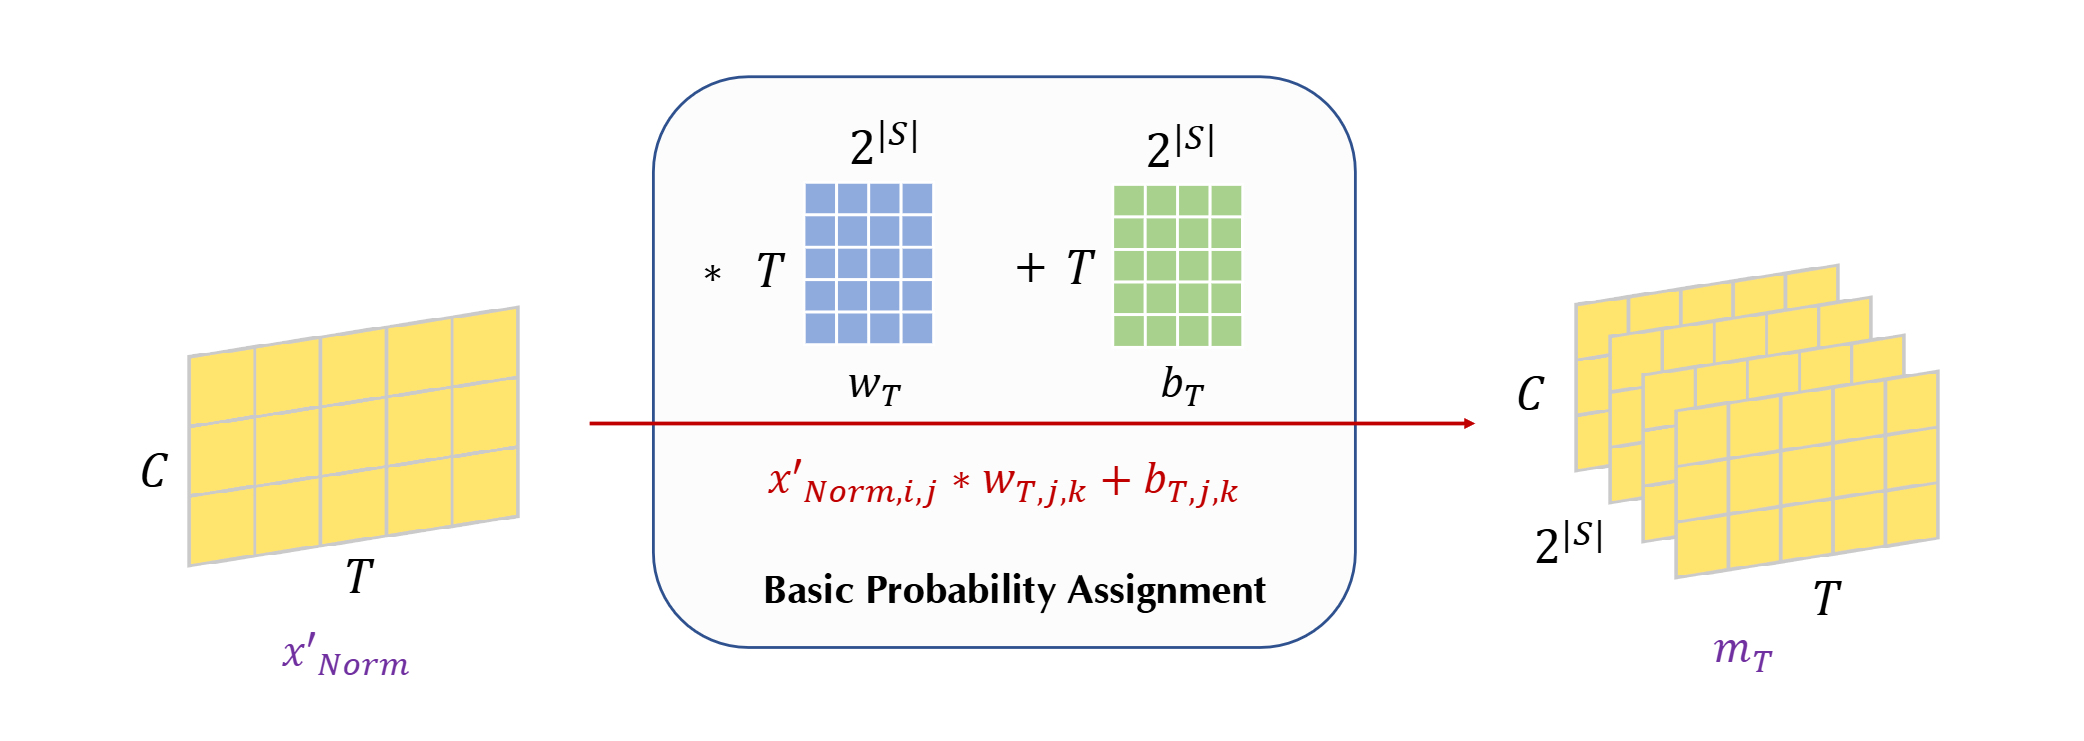 C
T
x'_{Norm}
2^{|S|}
* T
w_T
2^{|S|}
+ T
b_T
x'_{Norm,i,j} * w_{T,j,k} + b_{T,j,k}
Basic Probability Assignment
C
2^{|S|}
T
m_T